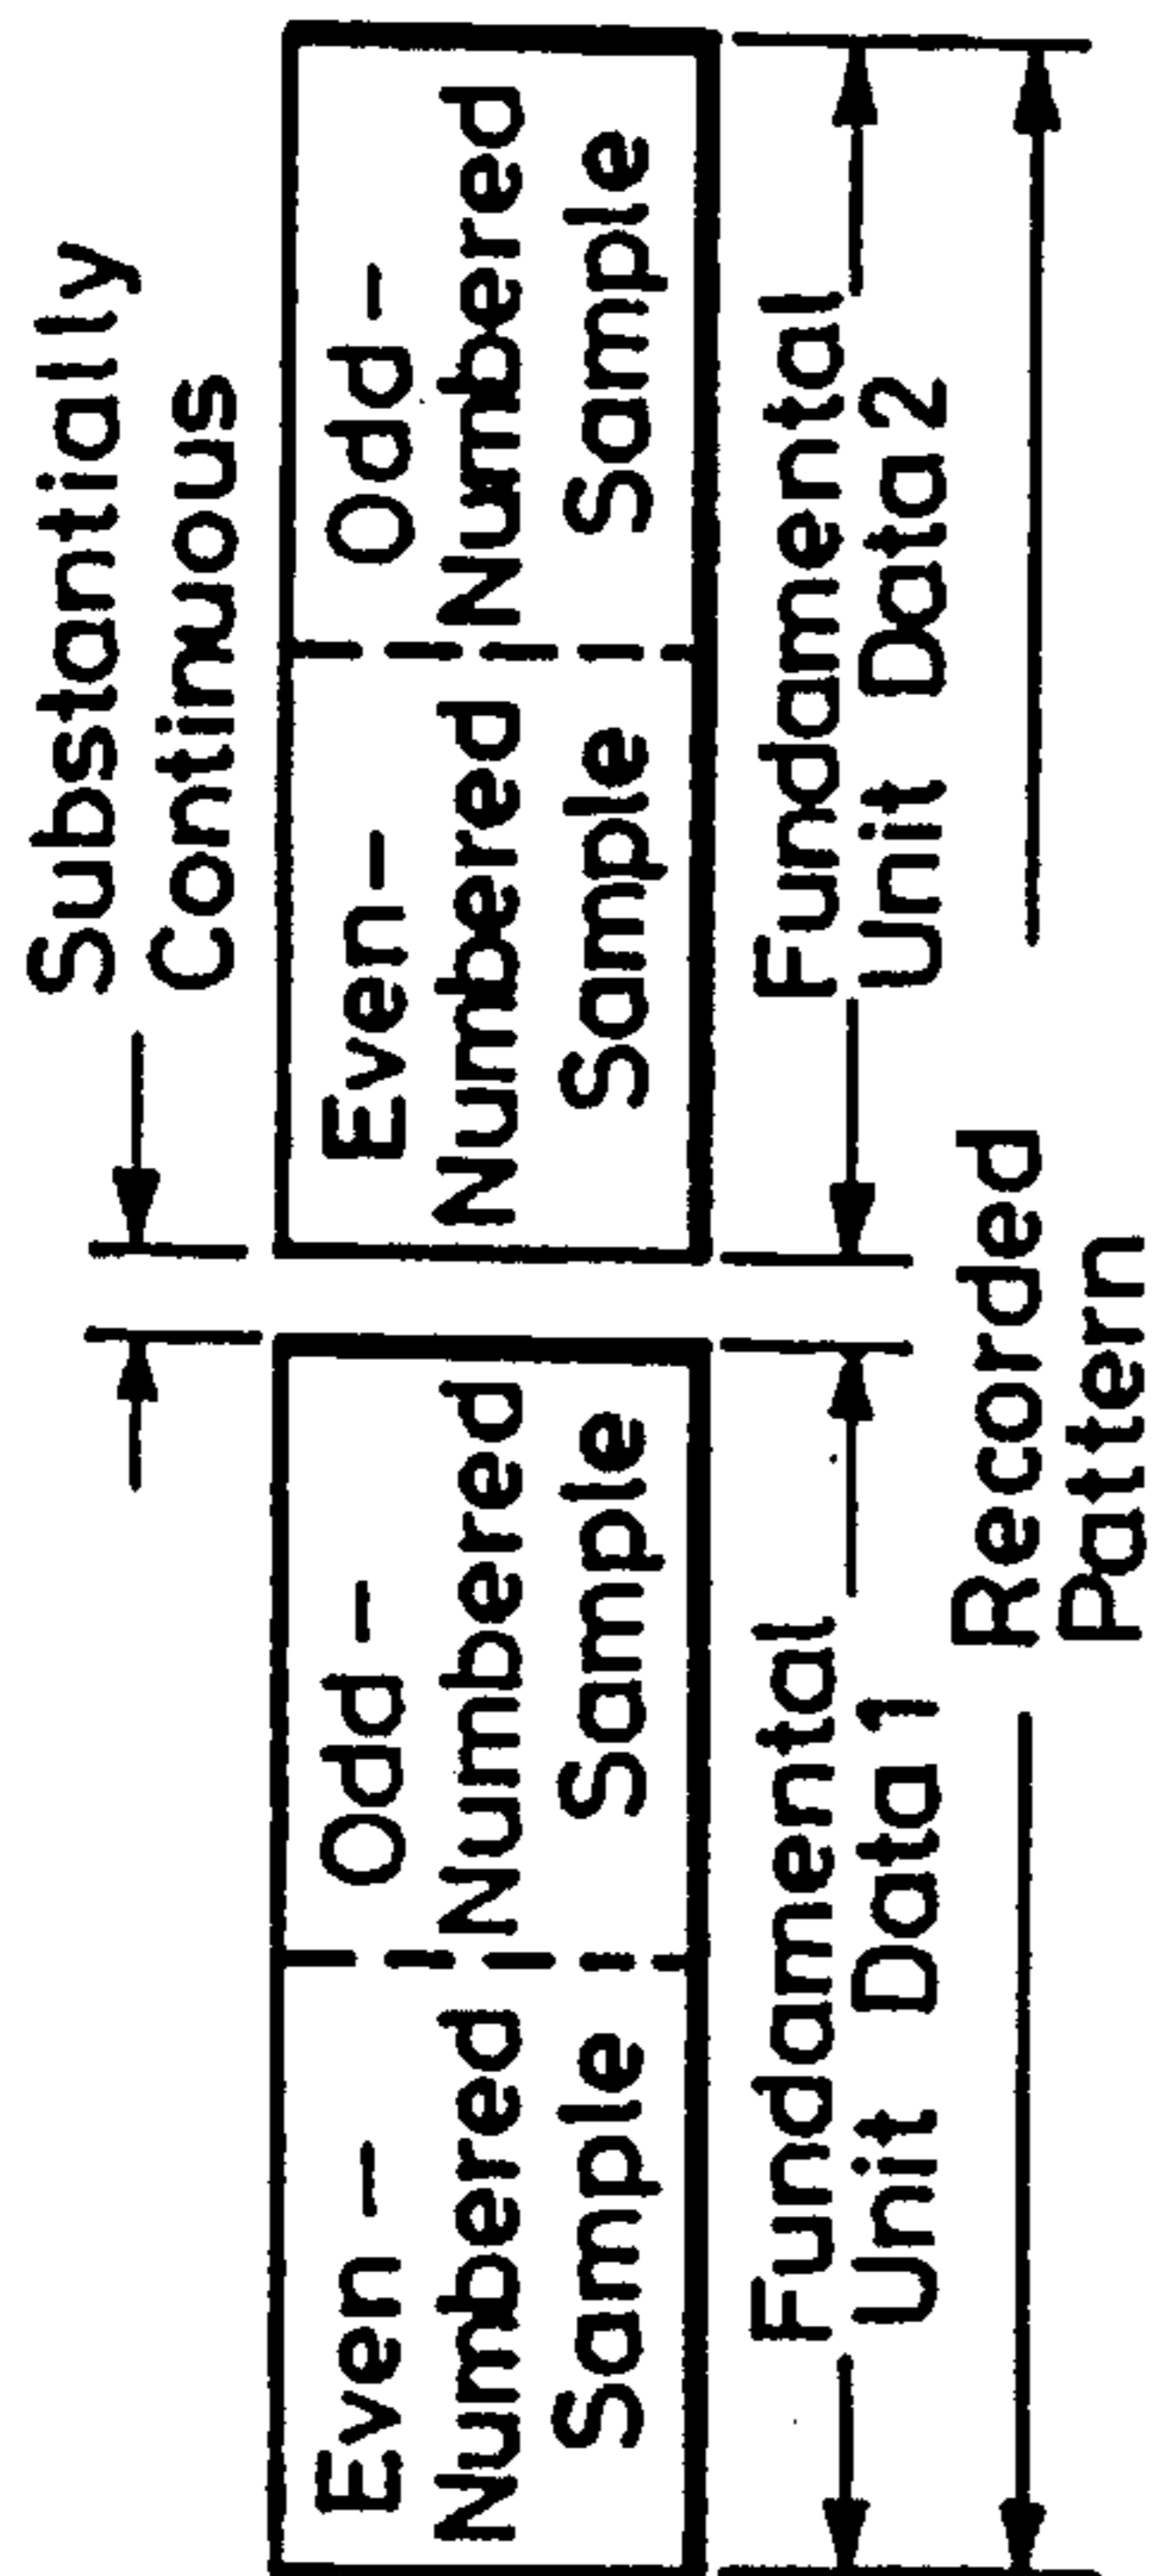 Substantially
Continuous
Even-
Numbered
Sample
Odd-
Numbered
Sample
Even-
Numbered
Sample
Odd-
Numbered
Sample
Fundamental
Unit Data 1
Fundamental
Unit Data 2
Recorded
Pattern